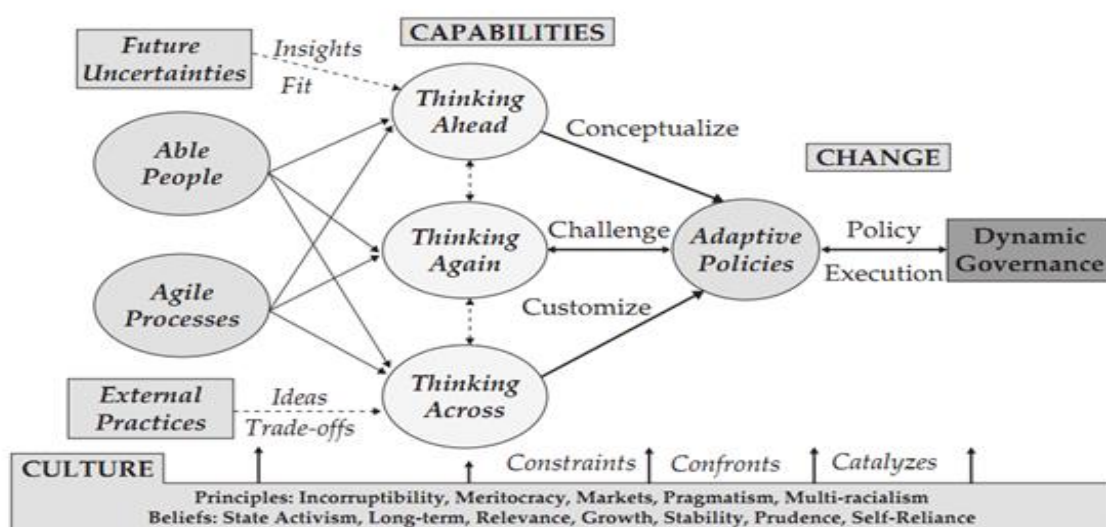 CAPABILITIES
Future
Uncertainties
Insights
Fit
Thinking
Ahead
Conceptualize
Able
People
CHANGE
Thinking
Again
Challenge
Adaptive
Policies
Policy
Execution
Dynamic
Governance
Agile
Processes
Customize
External
Practices
Ideas
Trade-offs
Thinking
Across
CULTURE
Constraints
Confronts
Catalyzes
Principles: Incorruptibility, Meritocracy, Markets, Pragmatism, Multi-racialism
Beliefs: State Activism, Long-term, Relevance, Growth, Stability, Prudence, Self-Reliance